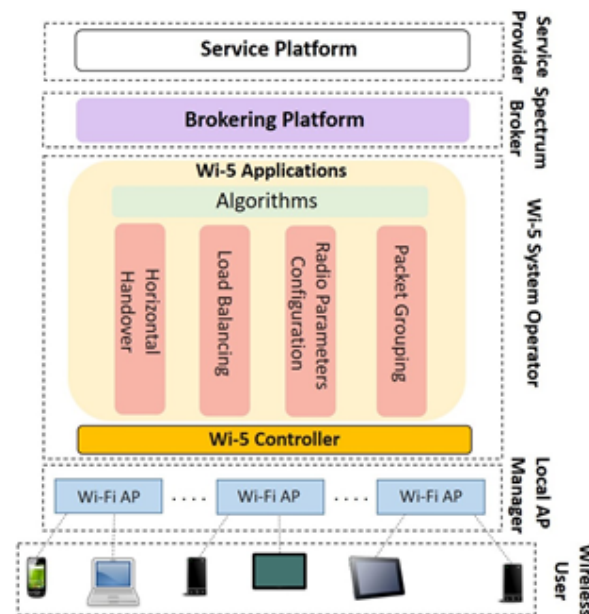 Service Platform
Service
Provider
Brokering Platform
Spectrum
Broker
Wi-5 Applications
Algorithms
Horizontal
Handover
Load Balancing
Radio Parameters
Configuration
Packet Grouping
Wi-5 System Operator
Wi-5 Controller
Wi-Fi AP
. . . .
Wi-Fi AP
. . . .
Wi-Fi AP
Local AP
Manager
Wireless
User